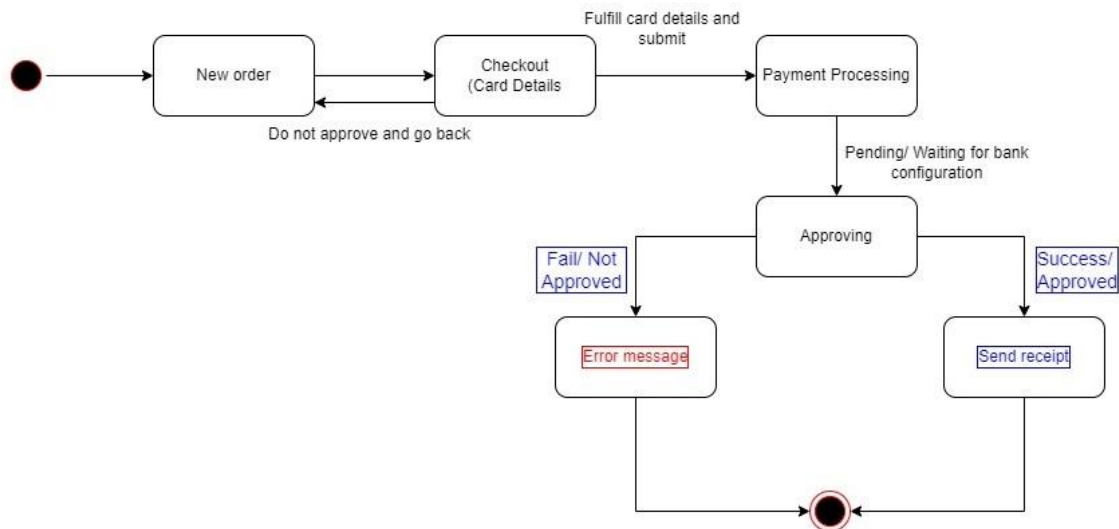 Fulfill card details and
submit
New order
Checkout
(Card Details
Payment Processing
Do not approve and go back
Pending/ Waiting for bank
configuration
Approving
Fail/ Not
Approved
Success/
Approved
Error message
Send receipt